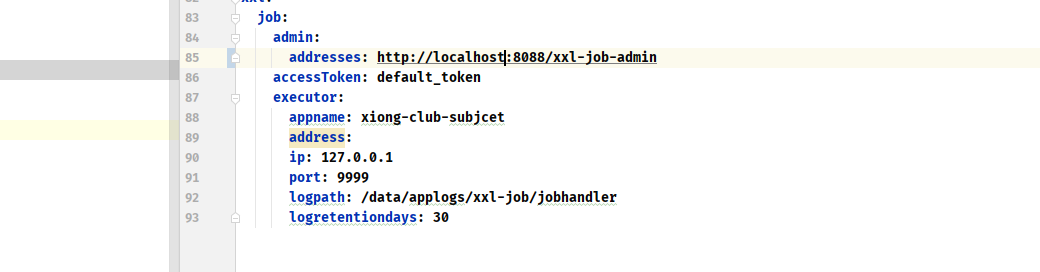 83 job:
84 admin:
85 addresses: http://localhost:8088/xxl-job-admin
86 accessToken: default_token
87 executor:
88 appname: xiong-club-subjcet
89 address:
90 ip: 127.0.0.1
91 port: 9999
92 logpath: /data/applogs/xxl-job/jobhandler
93 logretentiondays: 30